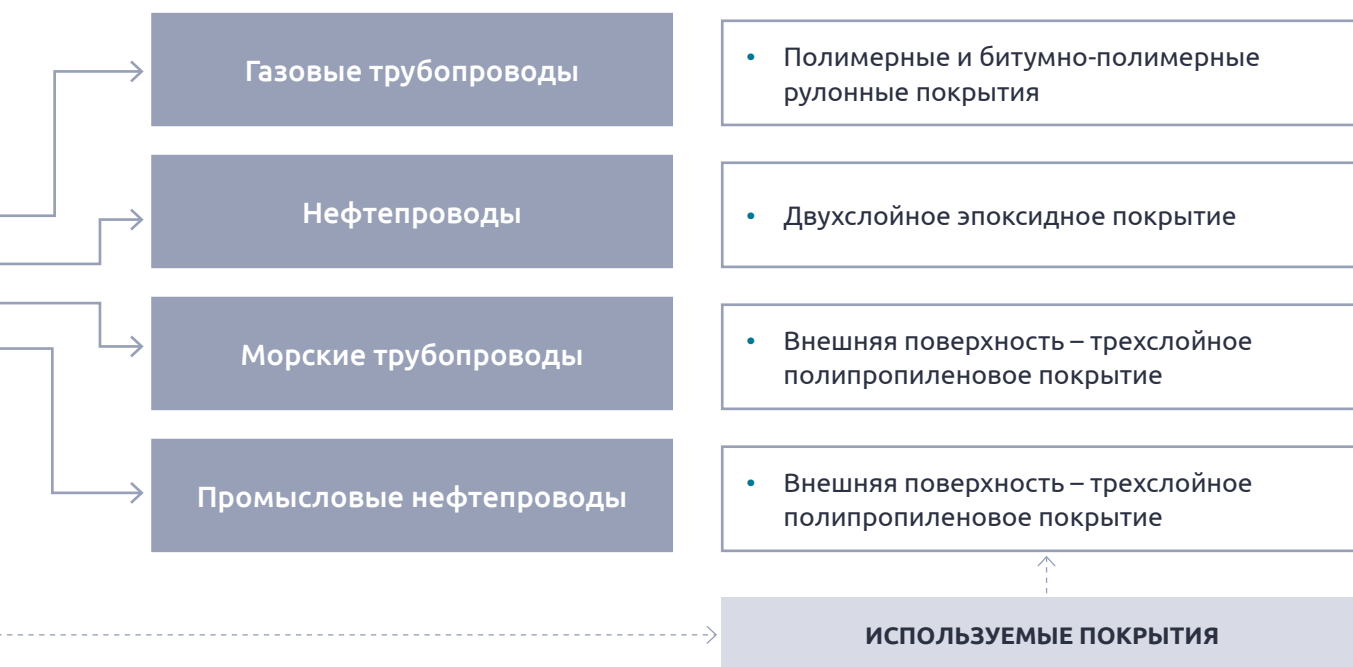 Газовые трубопроводы
• Полимерные и битумно-полимерные
рулонные покрытия
Нефтепроводы
• Двухслойное эпоксидное покрытие
Морские трубопроводы
• Внешняя поверхность – трехслойное
полипропиленовое покрытие
Промысловые нефтепроводы
• Внешняя поверхность – трехслойное
полипропиленовое покрытие
ИСПОЛЬЗУЕМЫЕ ПОКРЫТИЯ